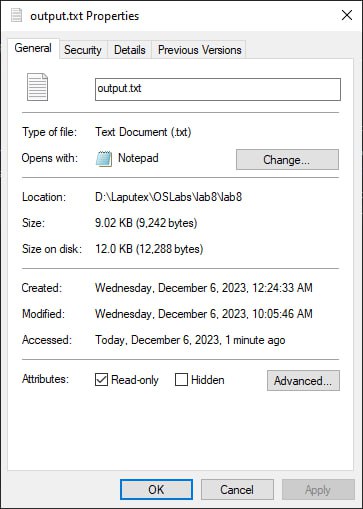 output.txt Properties
General Security Details Previous Versions
output.txt
Type of file: Text Document (.txt)
Opens with: Notepad Change...
Location: D:\Laputex\OSLabs\lab8\lab8
Size: 9.02 KB (9,242 bytes)
Size on disk: 12.0 KB (12,288 bytes)
Created: Wednesday, December 6, 2023, 12:24:33 AM
Modified: Wednesday, December 6, 2023, 10:05:46 AM
Accessed: Today, December 6, 2023, 1 minute ago
Attributes: Read-only Hidden Advanced...
OK Cancel Apply